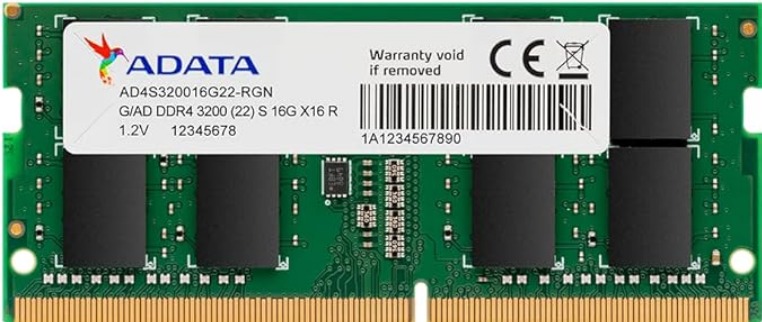 ADATA
AD4S320016G22-RGN
G/AD DDR4 3200 (22) S 16G X16 R
1.2V 12345678
Warranty void
if removed
CE
1A1234567890